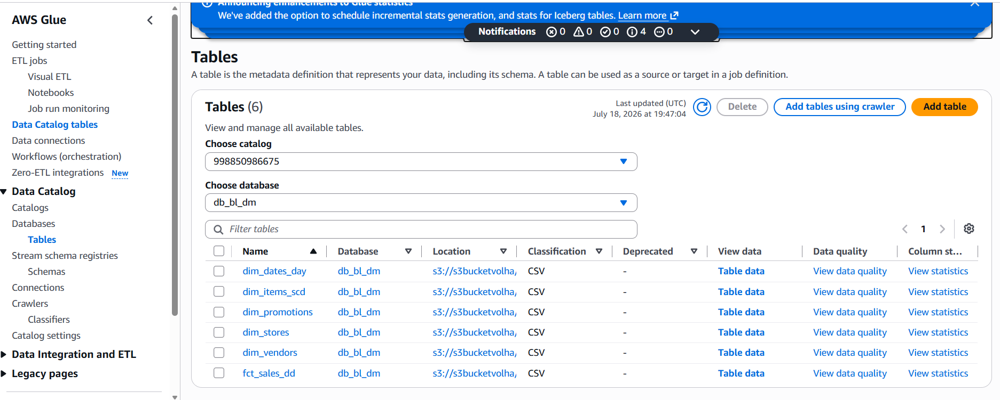 AWS Glue
Getting started
ETL jobs
Visual ETL
Notebooks
Job run monitoring
Data Catalog tables
Data connections
Workflows (orchestration)
Zero-ETL integrations New
Data Catalog
Catalogs
Databases
Tables
Stream schema registries
Schemas
Connections
Crawlers
Classifiers
Catalog settings
Data Integration and ETL
Legacy pages
Announcing enhancements to Glue statistics
We've added the option to schedule incremental stats generation, and stats for Iceberg tables. Learn more
Notifications 0 0 0 4 0
Tables
A table is the metadata definition that represents your data, including its schema. A table can be used as a source or target in a job definition.
Tables (6)
Last updated (UTC)
July 18, 2026 at 19:47:04
Delete
Add tables using crawler
Add table
View and manage all available tables.
Choose catalog
998850986675
Choose database
db_bl_dm
Filter tables
1
Name Database Location Classification Deprecated View data Data quality Column st...
dim_dates_day db_bl_dm s3://s3bucketvolha/ CSV - Table data View data quality View statistics
dim_items_scd db_bl_dm s3://s3bucketvolha/ CSV - Table data View data quality View statistics
dim_promotions db_bl_dm s3://s3bucketvolha/ CSV - Table data View data quality View statistics
dim_stores db_bl_dm s3://s3bucketvolha/ CSV - Table data View data quality View statistics
dim_vendors db_bl_dm s3://s3bucketvolha/ CSV - Table data View data quality View statistics
fct_sales_dd db_bl_dm s3://s3bucketvolha/ CSV - Table data View data quality View statistics